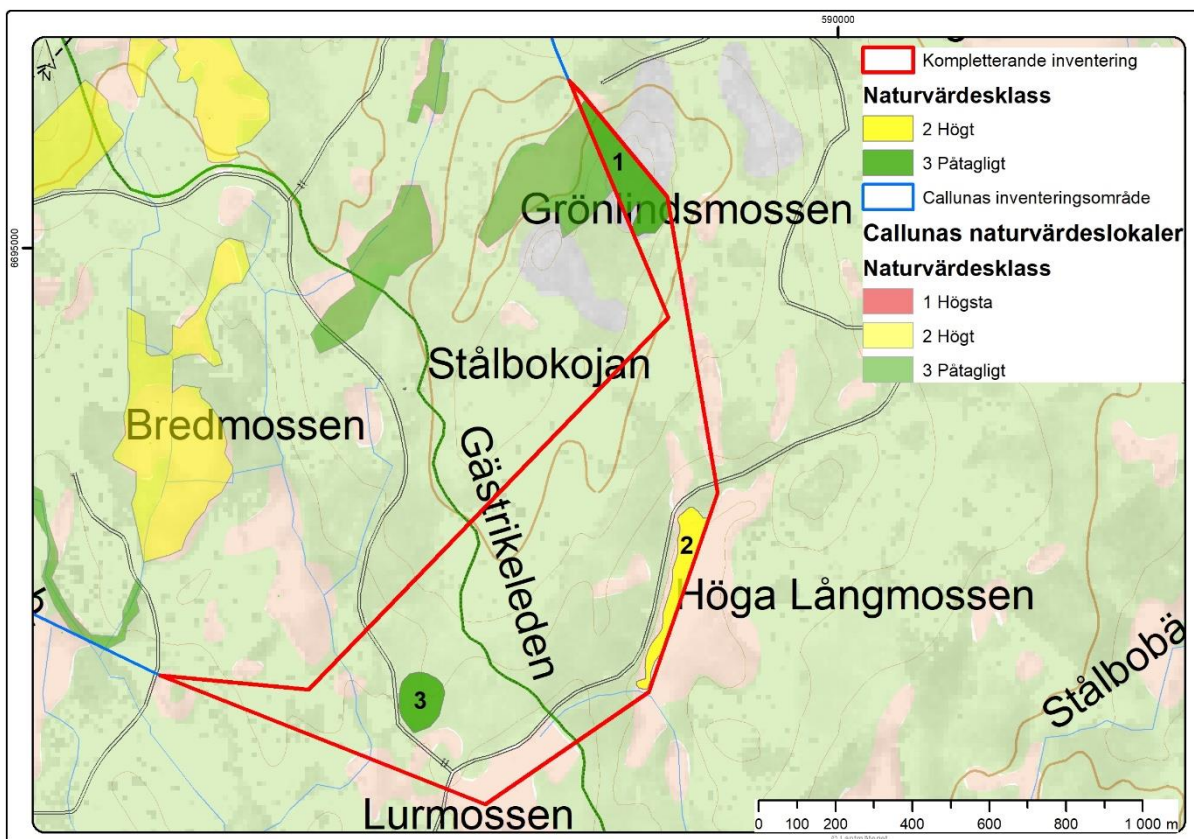 590000
6695000
N
Kompletterande inventering
Naturvärdesklass
2 Högt
3 Påtagligt
Callunas inventeringsområde
Callunas naturvärdeslokaler
Naturvärdesklass
1 Högsta
2 Högt
3 Påtagligt
1
Grönlindsmossen
Stålbokojan
Bredmossen
Gästrikeleden
2
Höga Långmossen
Stålbobä
3
Lurmossen
0 100 200 400 600 800 1 000 m
© Lantmäteriet